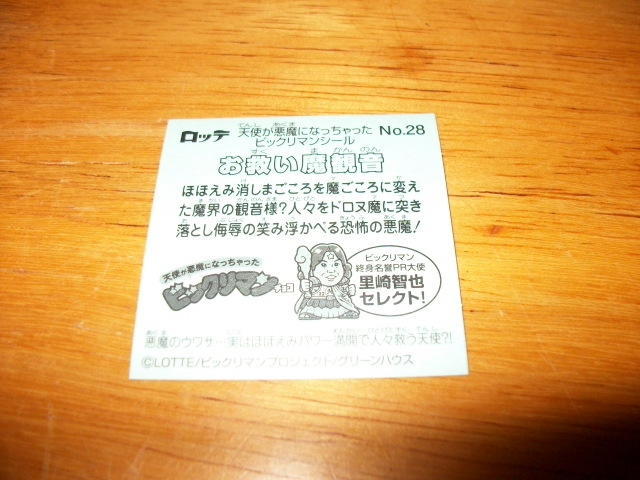 ロッテ 天使が悪魔になっちゃった No.28
ビックリマンシール
お救い魔観音
ほほえみ消しまごころを魔ごころに変え
た魔界の観音様?人々をドロヌ魔に突き
落とし侮辱の笑み浮かべる恐怖の悪魔!
天使が悪魔になっちゃった
ビックリマン
チョコ
ビックリマン
終身名誉PR大使
里崎智也
セレクト!
悪魔のウワサ…実はほほえみパワー満開で人々救う天使?!
©LOTTE/ビックリマンプロジェクト/グリーンハウス